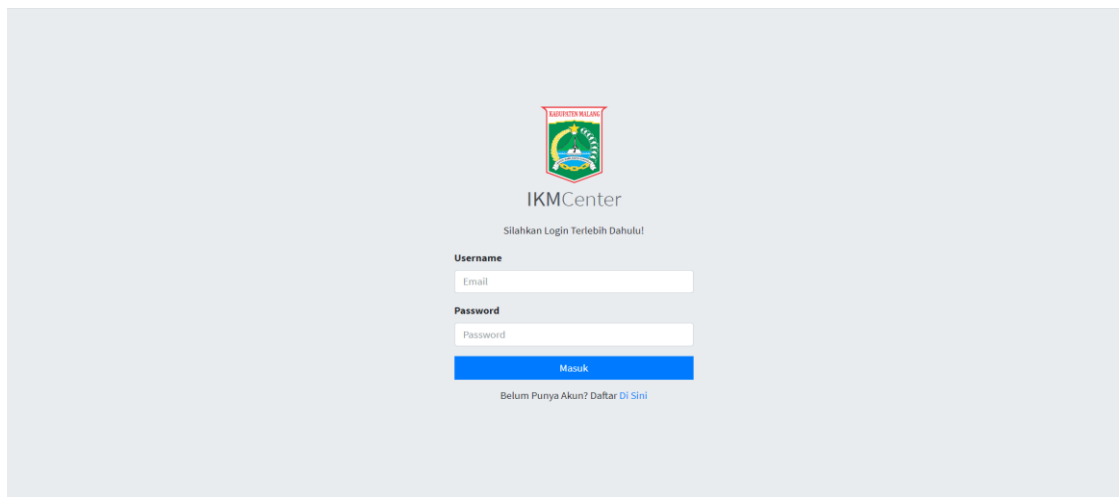 KABUPATEN MALANG
IKMCenter
Silahkan Login Terlebih Dahulu!
Username
Email
Password
Password
Masuk
Belum Punya Akun? Daftar Di Sini